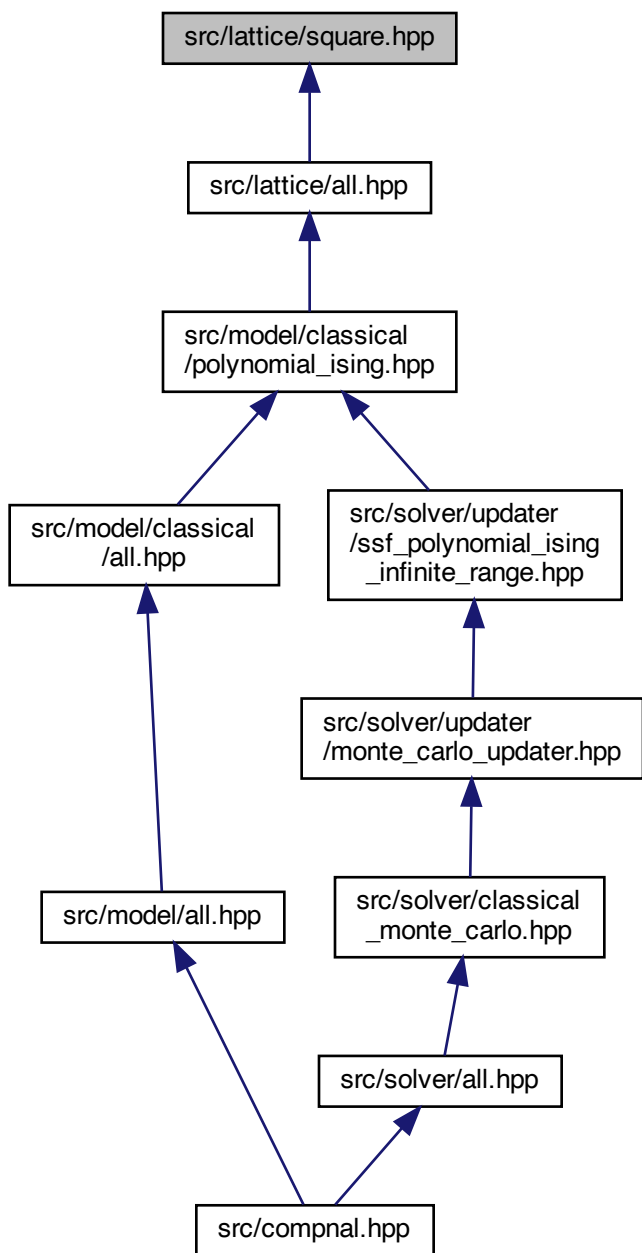 src/lattice/square.hpp
src/lattice/all.hpp
src/model/classical
/polynomial_ising.hpp
src/model/classical
/all.hpp
src/solver/updater
/ssf_polynomial_ising
_infinite_range.hpp
src/solver/updater
/monte_carlo_updater.hpp
src/model/all.hpp
src/solver/classical
_monte_carlo.hpp
src/solver/all.hpp
src/compnal.hpp